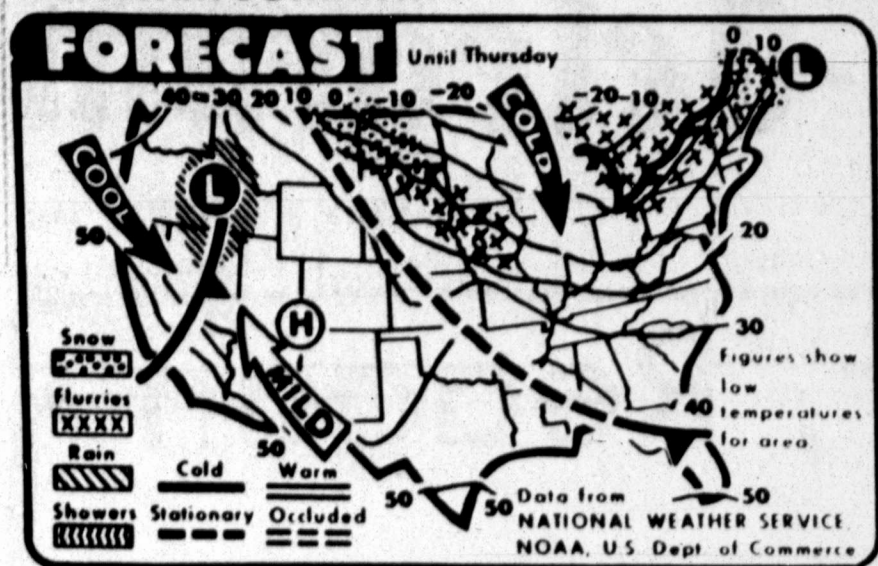 FORECAST Until Thursday
0 10
L
40 30 20 10 0 -10 -20
COLD
-20 -10
COOL
L
50
20
H
30
Snow
Figures show
low
temperatures
for area.
Flurries
XXXX
MILD
40
Rain
50
Cold Warm
Showers Stationary Occluded
50 50 50
Data from
NATIONAL WEATHER SERVICE,
NOAA, U.S. Dept. of Commerce